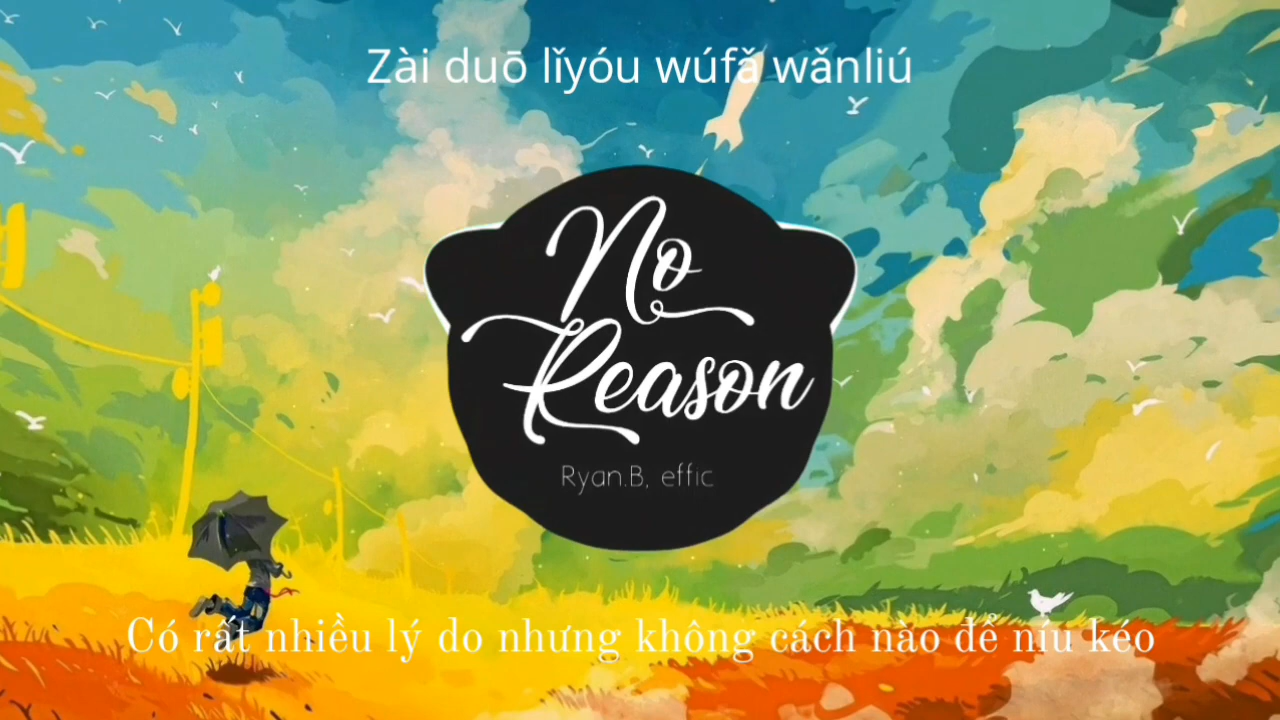 Zài duō lǐyóu wúfǎ wǎnliú
No
Reason
Ryan.B, effic
Có rất nhiều lý do nhưng không cách nào để níu kéo